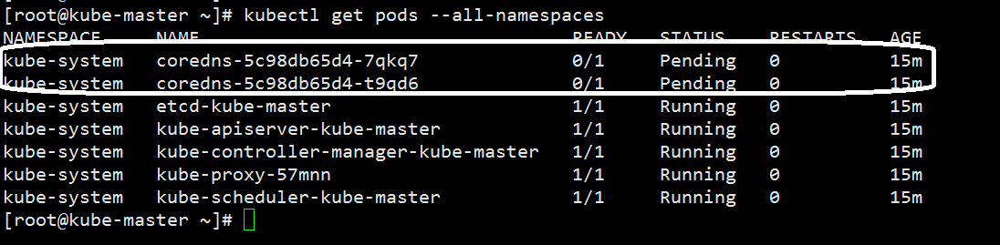 [root@kube-master ~]# kubectl get pods --all-namespaces
NAMESPACE NAME READY STATUS RESTARTS AGE
kube-system coredns-5c98db65d4-7qkq7 0/1 Pending 0 15m
kube-system coredns-5c98db65d4-t9qd6 0/1 Pending 0 15m
kube-system etcd-kube-master 1/1 Running 0 15m
kube-system kube-apiserver-kube-master 1/1 Running 0 15m
kube-system kube-controller-manager-kube-master 1/1 Running 0 15m
kube-system kube-proxy-57mnn 1/1 Running 0 15m
kube-system kube-scheduler-kube-master 1/1 Running 0 15m
[root@kube-master ~]#